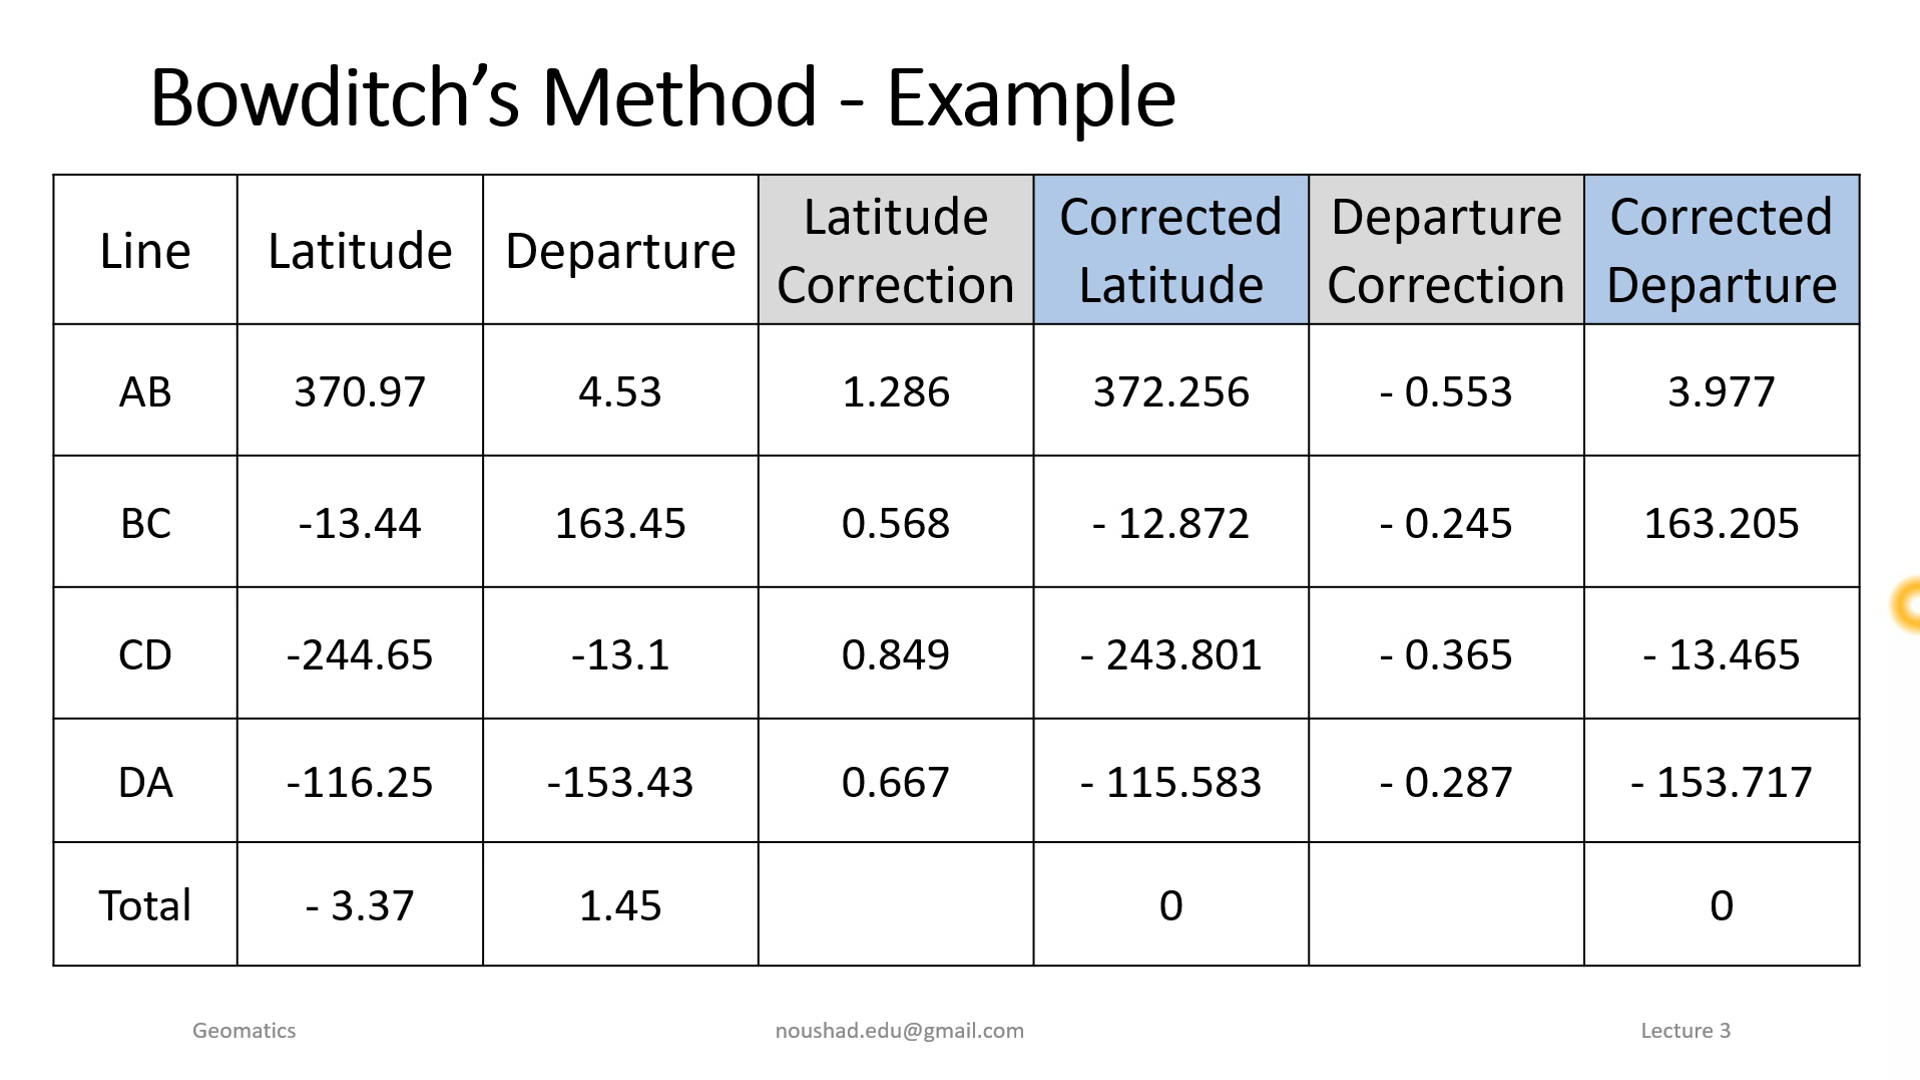 Bowditch’s Method - Example
Line Latitude Departure Latitude Correction Corrected Latitude Departure Correction Corrected Departure
AB 370.97 4.53 1.286 372.256 - 0.553 3.977
BC -13.44 163.45 0.568 - 12.872 - 0.245 163.205
CD -244.65 -13.1 0.849 - 243.801 - 0.365 - 13.465
DA -116.25 -153.43 0.667 - 115.583 - 0.287 - 153.717
Total - 3.37 1.45 0 0
Geomatics noushad.edu@gmail.com Lecture 3